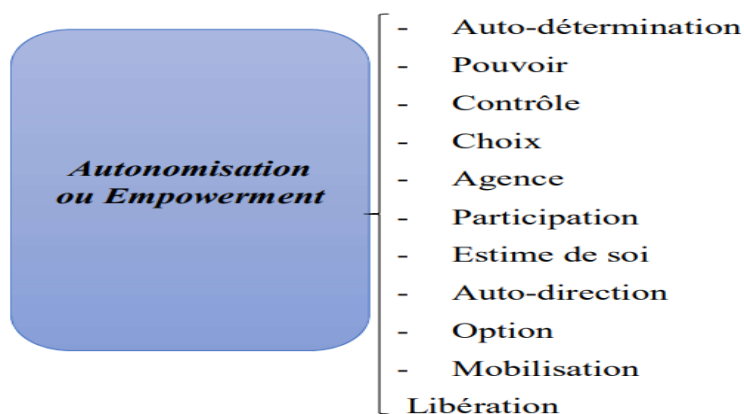 Autonomisation
ou Empowerment
- Auto-détermination
- Pouvoir
- Contrôle
- Choix
- Agence
- Participation
- Estime de soi
- Auto-direction
- Option
- Mobilisation
Libération